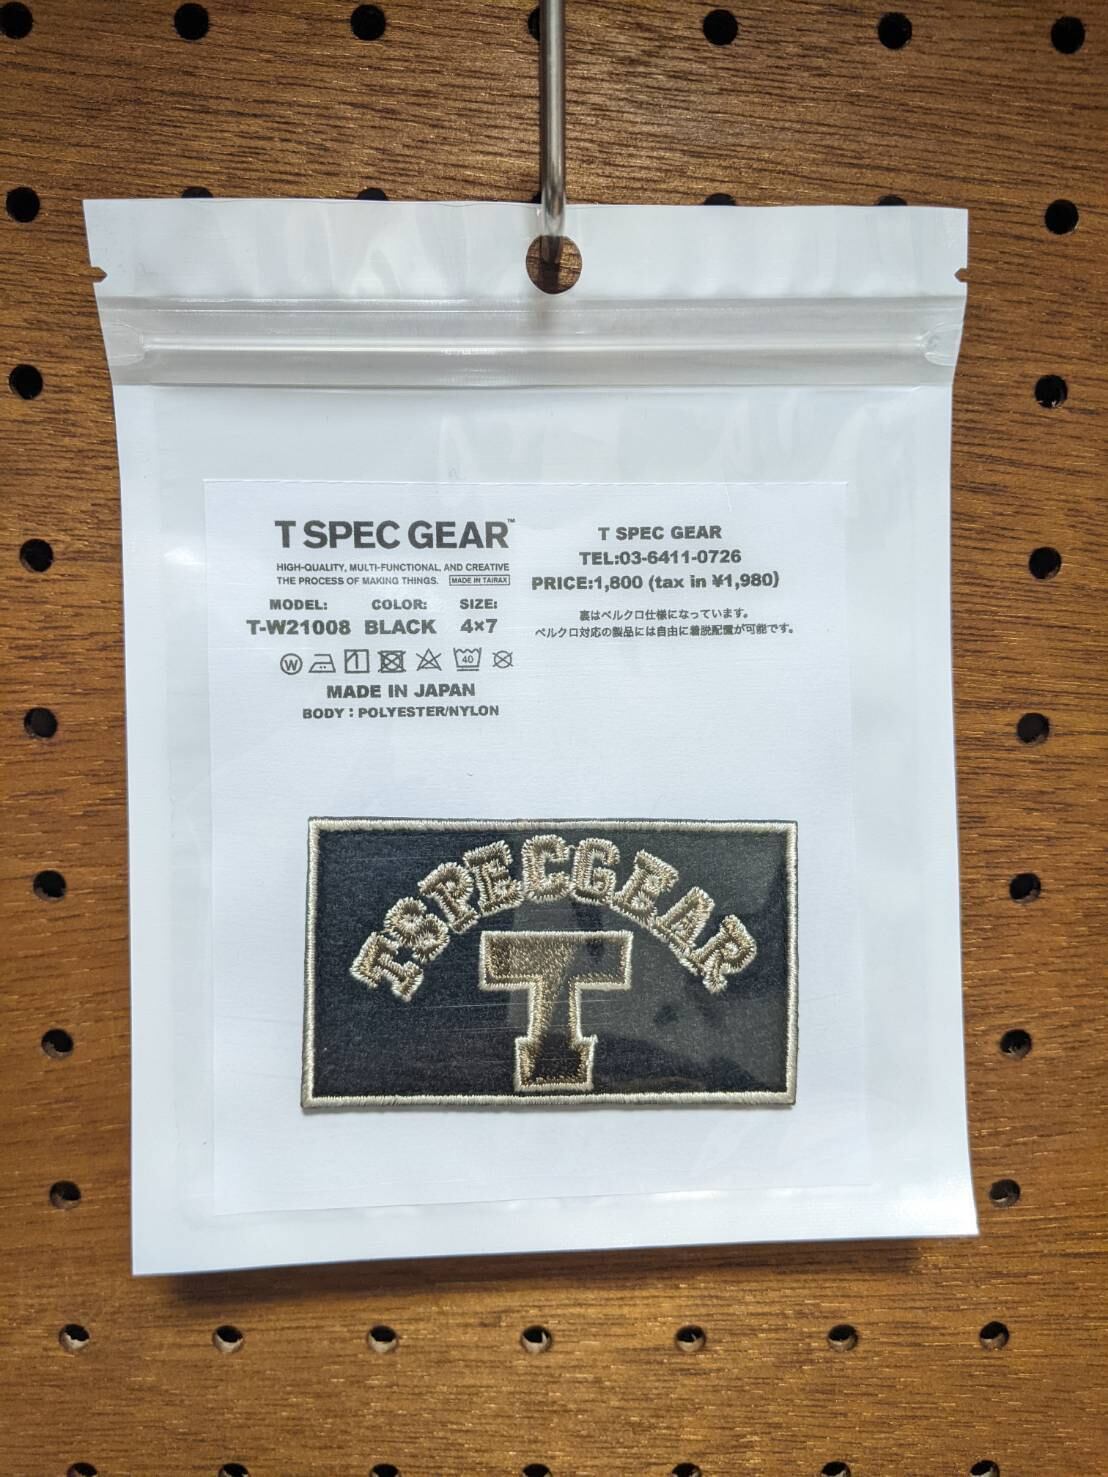 T SPEC GEAR™
HIGH-QUALITY, MULTI-FUNCTIONAL, AND CREATIVE
THE PROCESS OF MAKING THINGS. MADE IN TAIRAX
MODEL: COLOR: SIZE:
T-W21008 BLACK 4×7
W 40
MADE IN JAPAN
BODY : POLYESTER/NYLON
T SPEC GEAR
TEL:03-6411-0726
PRICE:1,800 (tax in ¥1,980)
裏はベルクロ仕様になっています。
ベルクロ対応の製品には自由に着脱配置が可能です。
TSPECGEAR
T